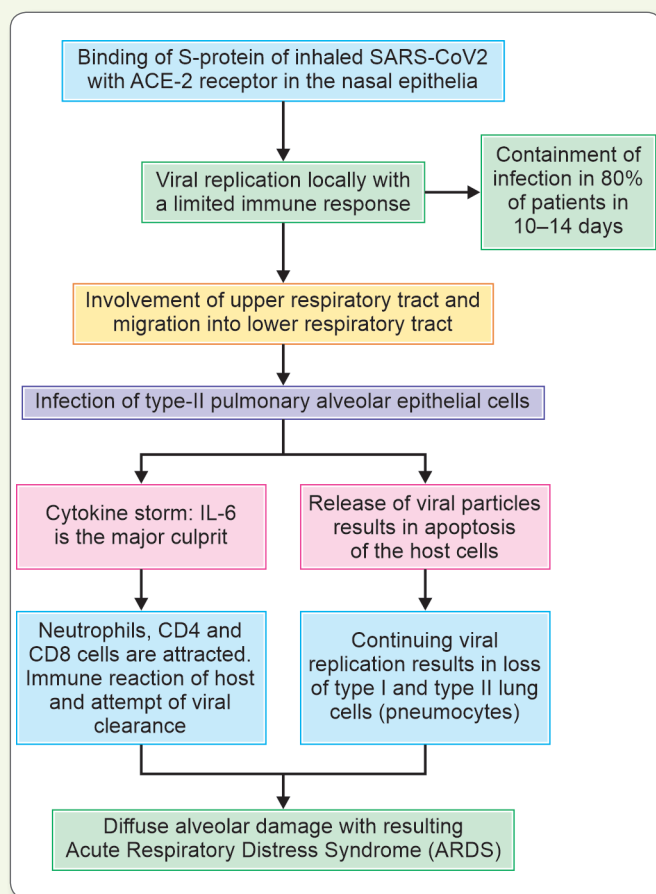 Binding of S-protein of inhaled SARS-CoV2
with ACE-2 receptor in the nasal epithelia
Viral replication locally with
a limited immune response
Containment of
infection in 80%
of patients in
10–14 days
Involvement of upper respiratory tract and
migration into lower respiratory tract
Infection of type-II pulmonary alveolar epithelial cells
Cytokine storm: IL-6
is the major culprit
Release of viral particles
results in apoptosis
of the host cells
Neutrophils, CD4 and
CD8 cells are attracted.
Immune reaction of host
and attempt of viral
clearance
Continuing viral
replication results in loss
of type I and type II lung
cells (pneumocytes)
Diffuse alveolar damage with resulting
Acute Respiratory Distress Syndrome (ARDS)